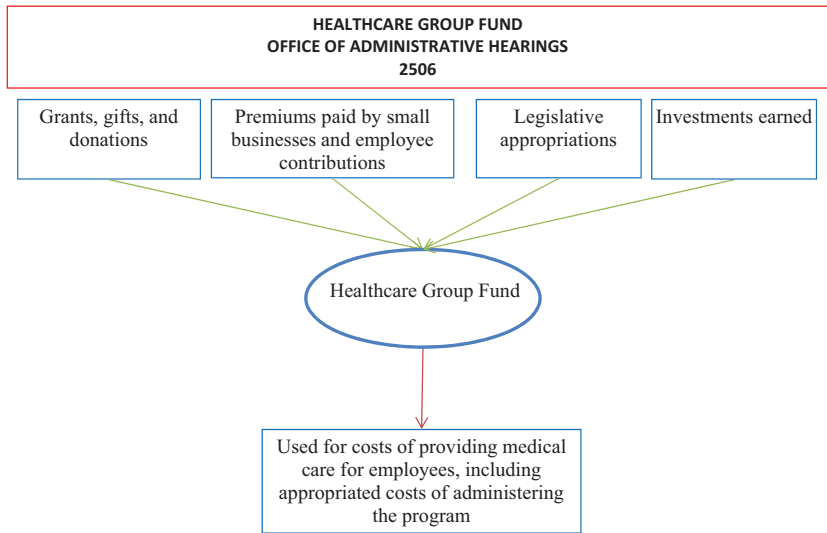 HEALTHCARE GROUP FUND
OFFICE OF ADMINISTRATIVE HEARINGS
2506
Grants, gifts, and
donations
Premiums paid by small
businesses and employee
contributions
Legislative
appropriations
Investments earned
Healthcare Group Fund
Used for costs of providing medical
care for employees, including
appropriated costs of administering
the program